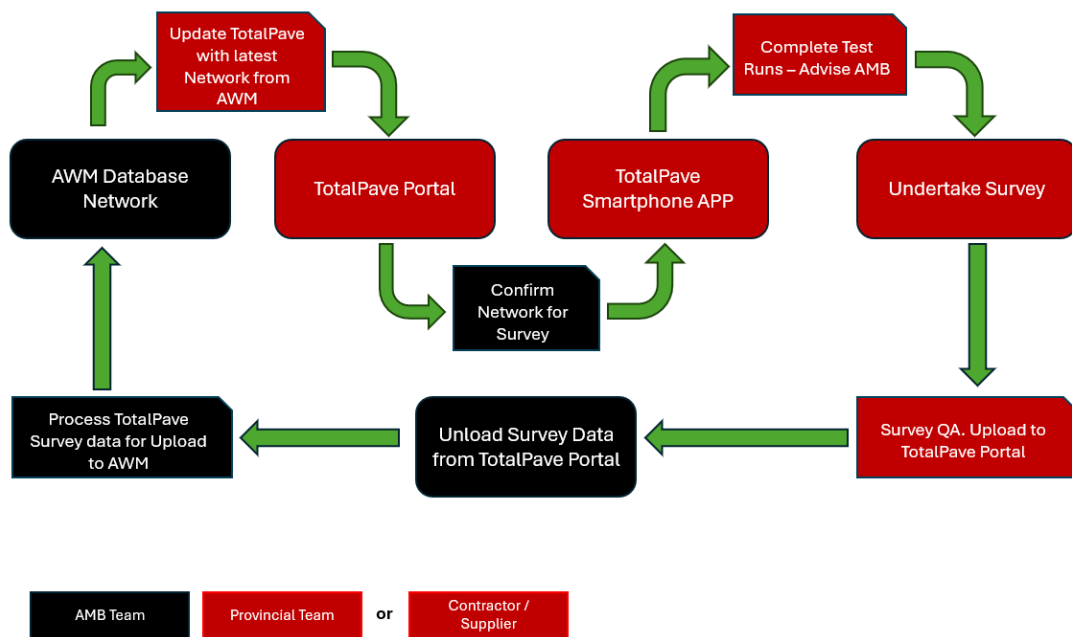 Update TotalPave
with latest
Network from
AWM
Complete Test
Runs – Advise AMB
AWM Database
Network
TotalPave Portal
TotalPave
Smartphone APP
Undertake Survey
Confirm
Network for
Survey
Process TotalPave
Survey data for Upload
to AWM
Unload Survey Data
from TotalPave Portal
Survey QA. Upload to
TotalPave Portal
AMB Team
Provincial Team
or
Contractor /
Supplier